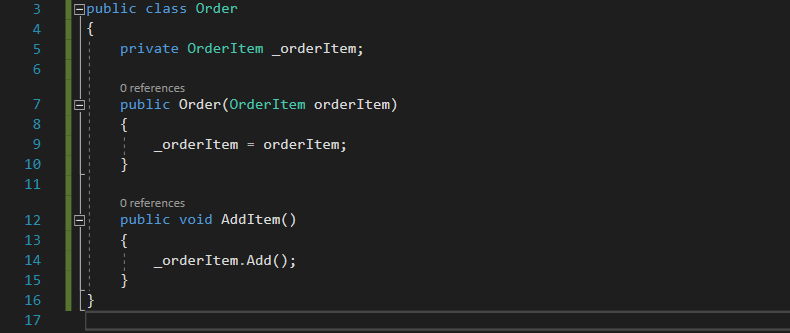 3 public class Order
4 {
5 private OrderItem _orderItem;
6
0 references
7 public Order(OrderItem orderItem)
8 {
9 _orderItem = orderItem;
10 }
11
0 references
12 public void AddItem()
13 {
14 _orderItem.Add();
15 }
16 }
17